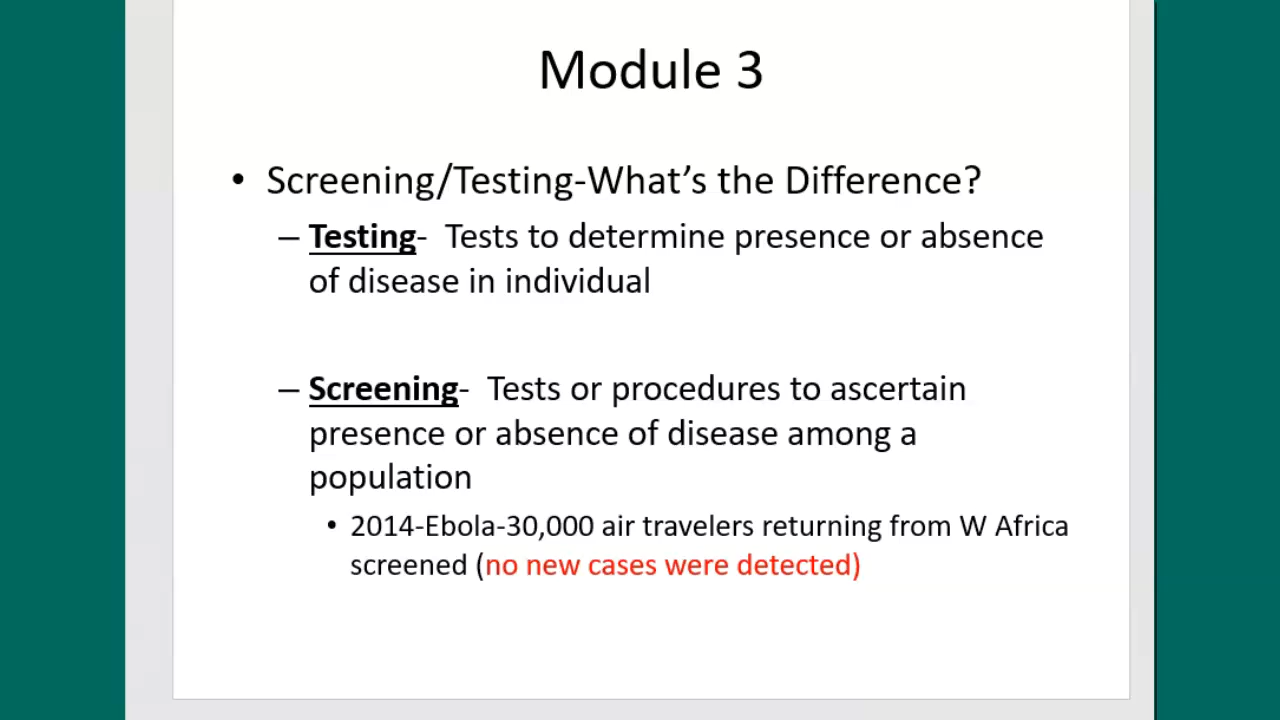 Module 3
• Screening/Testing-What’s the Difference?
– Testing-  Tests to determine presence or absence
of disease in individual
– Screening-  Tests or procedures to ascertain
presence or absence of disease among a
population
• 2014-Ebola-30,000 air travelers returning from W Africa
screened (no new cases were detected)